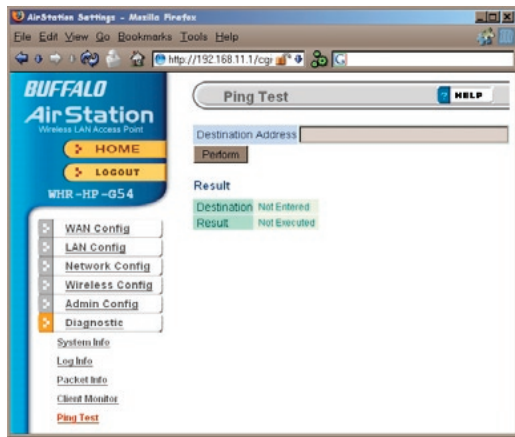 AirStation Settings - Mozilla Firefox
File Edit View Go Bookmarks Tools Help
http://192.168.11.1/cgi
BUFFALO
AirStation
Wireless LAN Access Point
HOME
LOGOUT
WHR-HP-G54
WAN Config
LAN Config
Network Config
Wireless Config
Admin Config
Diagnostic
System Info
Log Info
Packet Info
Client Monitor
Ping Test
Ping Test
? HELP
Destination Address
Perform
Result
Destination Not Entered
Result Not Executed